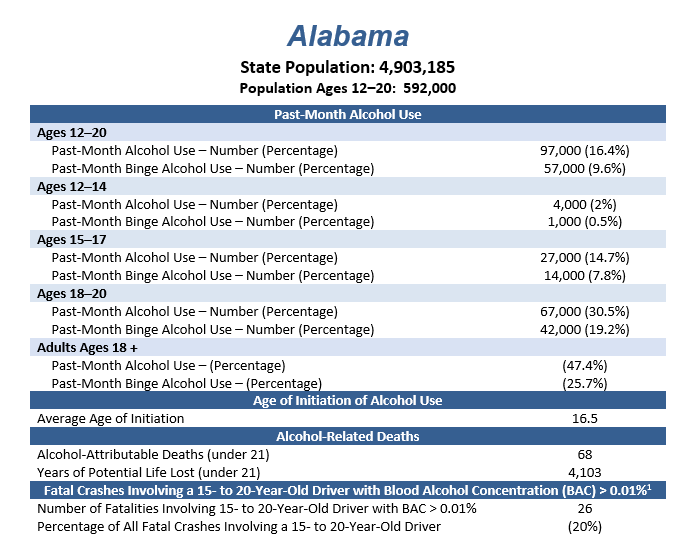 Alabama
State Population: 4,903,185
Population Ages 12–20: 592,000
Past-Month Alcohol Use
Ages 12–20
Past-Month Alcohol Use – Number (Percentage) 97,000 (16.4%)
Past-Month Binge Alcohol Use – Number (Percentage) 57,000 (9.6%)
Ages 12–14
Past-Month Alcohol Use – Number (Percentage) 4,000 (2%)
Past-Month Binge Alcohol Use – Number (Percentage) 1,000 (0.5%)
Ages 15–17
Past-Month Alcohol Use – Number (Percentage) 27,000 (14.7%)
Past-Month Binge Alcohol Use – Number (Percentage) 14,000 (7.8%)
Ages 18–20
Past-Month Alcohol Use – Number (Percentage) 67,000 (30.5%)
Past-Month Binge Alcohol Use – Number (Percentage) 42,000 (19.2%)
Adults Ages 18 +
Past-Month Alcohol Use – (Percentage) (47.4%)
Past-Month Binge Alcohol Use – (Percentage) (25.7%)
Age of Initiation of Alcohol Use
Average Age of Initiation 16.5
Alcohol-Related Deaths
Alcohol-Attributable Deaths (under 21) 68
Years of Potential Life Lost (under 21) 4,103
Fatal Crashes Involving a 15- to 20-Year-Old Driver with Blood Alcohol Concentration (BAC) > 0.01%¹
Number of Fatalities Involving 15- to 20-Year-Old Driver with BAC > 0.01% 26
Percentage of All Fatal Crashes Involving a 15- to 20-Year-Old Driver (20%)